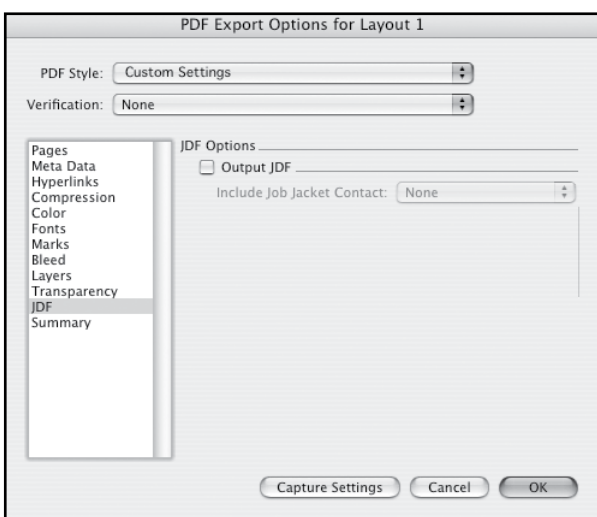 PDF Export Options for Layout 1
PDF Style: Custom Settings
Verification: None
Pages
Meta Data
Hyperlinks
Compression
Color
Fonts
Marks
Bleed
Layers
Transparency
JDF
Summary
JDF Options
Output JDF
Include Job Jacket Contact: None
Capture Settings Cancel OK